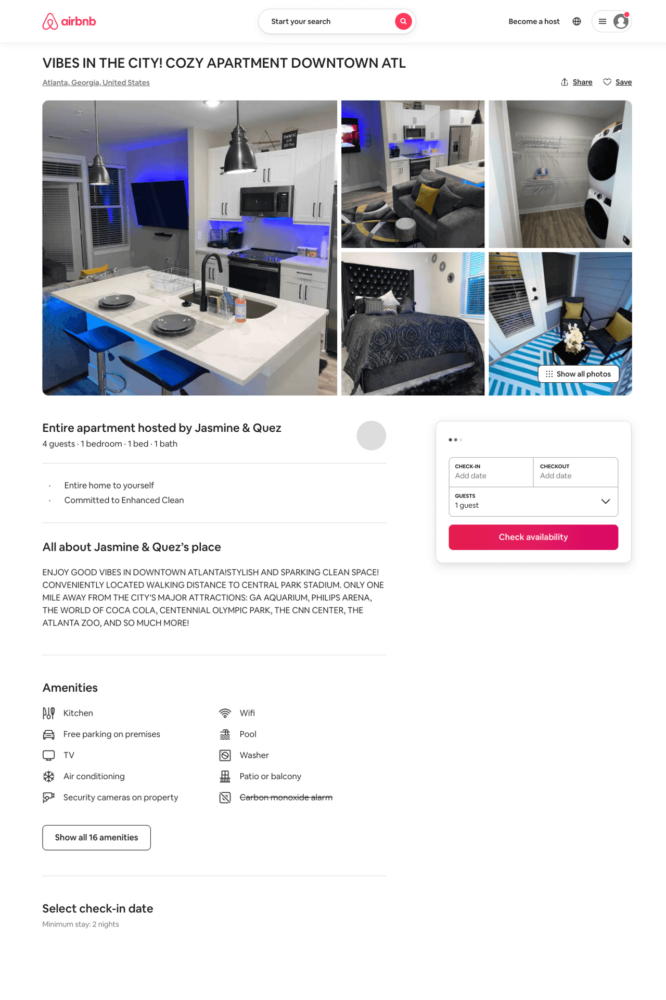 airbnb
Start your search
Become a host
VIBES IN THE CITY! COZY APARTMENT DOWNTOWN ATL
Atlanta, Georgia, United States
Share
Save
Show all photos
Entire apartment hosted by Jasmine & Quez
4 guests · 1 bedroom · 1 bed · 1 bath
· Entire home to yourself
· Committed to Enhanced Clean
CHECK-IN
Add date
CHECKOUT
Add date
GUESTS
1 guest
Check availability
All about Jasmine & Quez’s place
ENJOY GOOD VIBES IN DOWNTOWN ATLANTA!STYLISH AND SPARKING CLEAN SPACE!
CONVENIENTLY LOCATED WALKING DISTANCE TO CENTRAL PARK STADIUM. ONLY ONE
MILE AWAY FROM THE CITY’S MAJOR ATTRACTIONS: GA AQUARIUM, PHILIPS ARENA,
THE WORLD OF COCA COLA, CENTENNIAL OLYMPIC PARK, THE CNN CENTER, THE
ATLANTA ZOO, AND SO MUCH MORE!
Amenities
Kitchen
Wifi
Free parking on premises
Pool
TV
Washer
Air conditioning
Patio or balcony
Security cameras on property
Carbon monoxide alarm
Show all 16 amenities
Select check-in date
Minimum stay: 2 nights